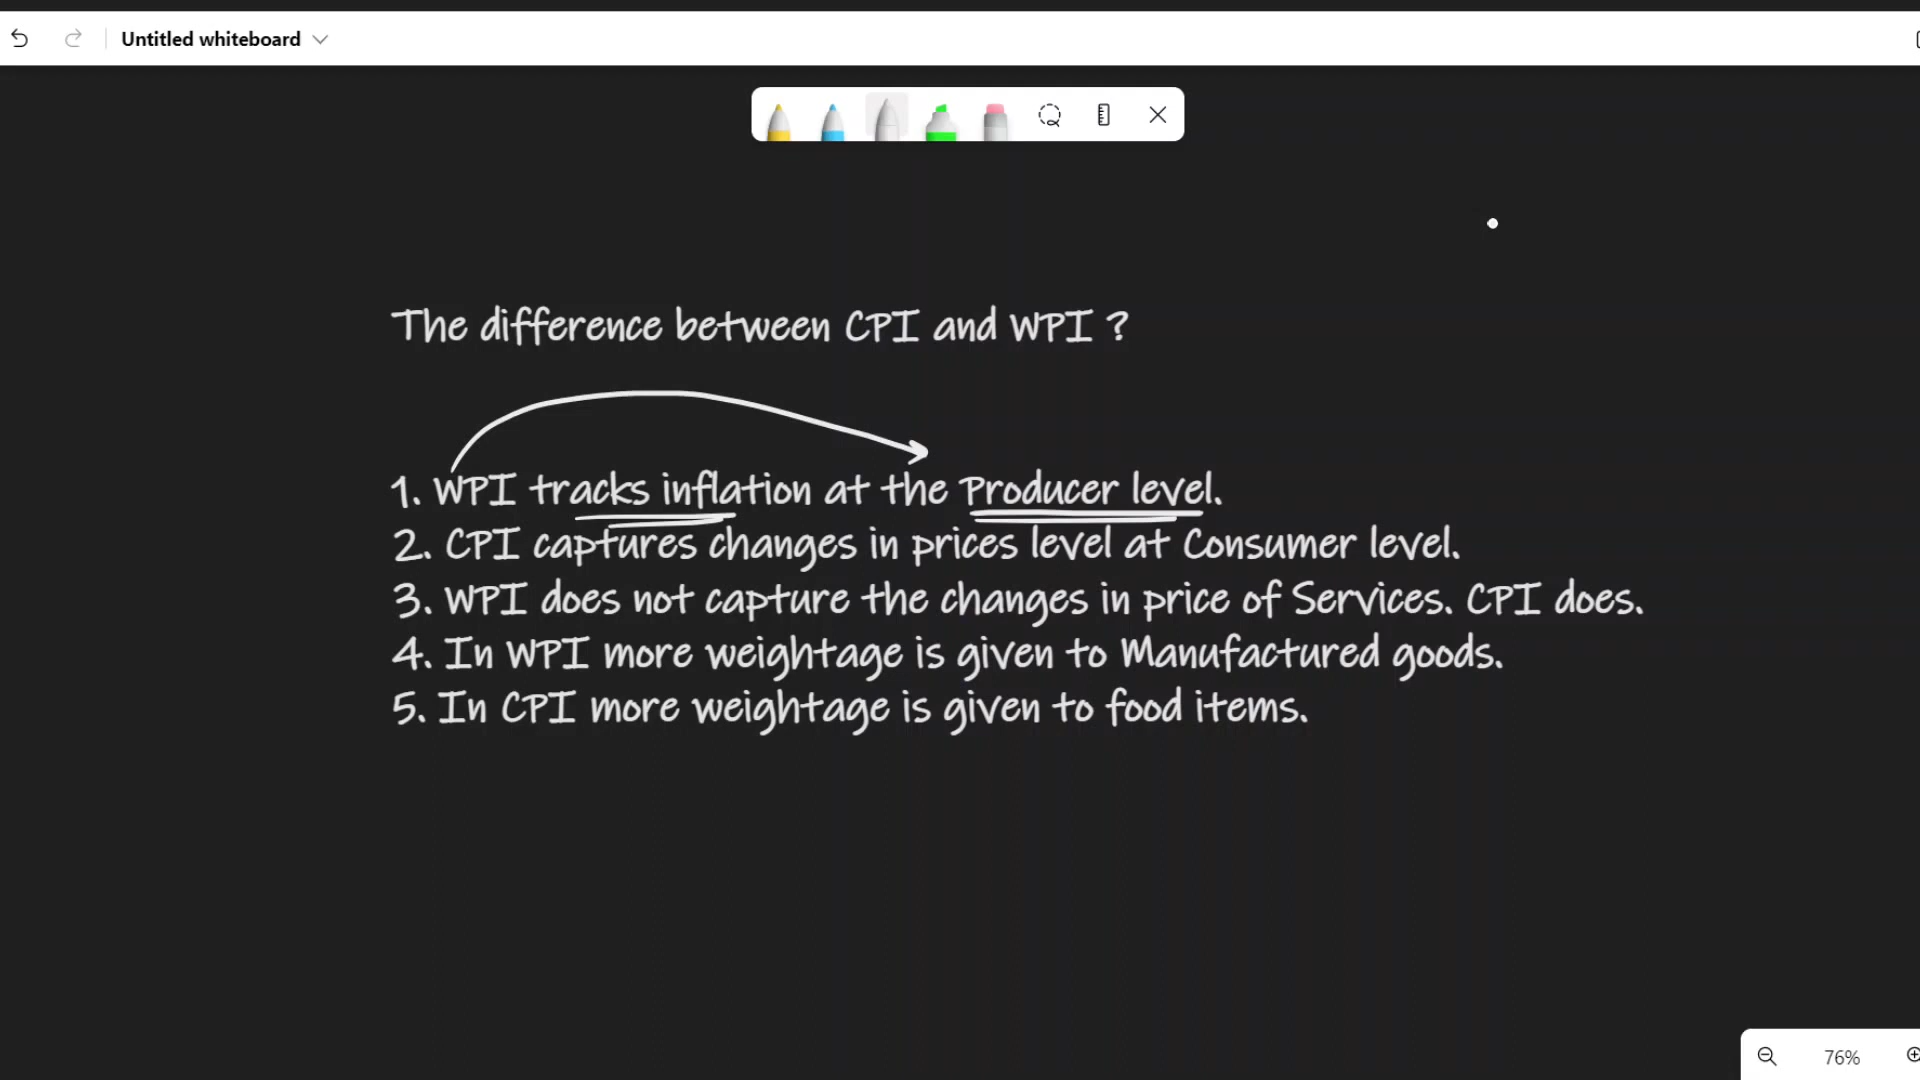 Untitled whiteboard
The difference between CPI and WPI ?
1. WPI tracks inflation at the Producer level.
2. CPI captures changes in prices level at Consumer level.
3. WPI does not capture the changes in price of Services. CPI does.
4. In WPI more weightage is given to Manufactured goods.
5. In CPI more weightage is given to food items.
76%